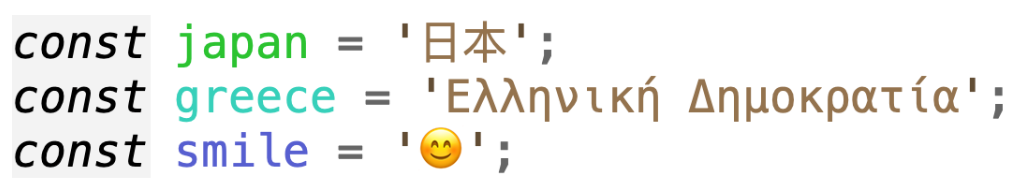 const japan = '日本';
const greece = 'Ελληνική Δημοκρατία';
const smile = '😊';